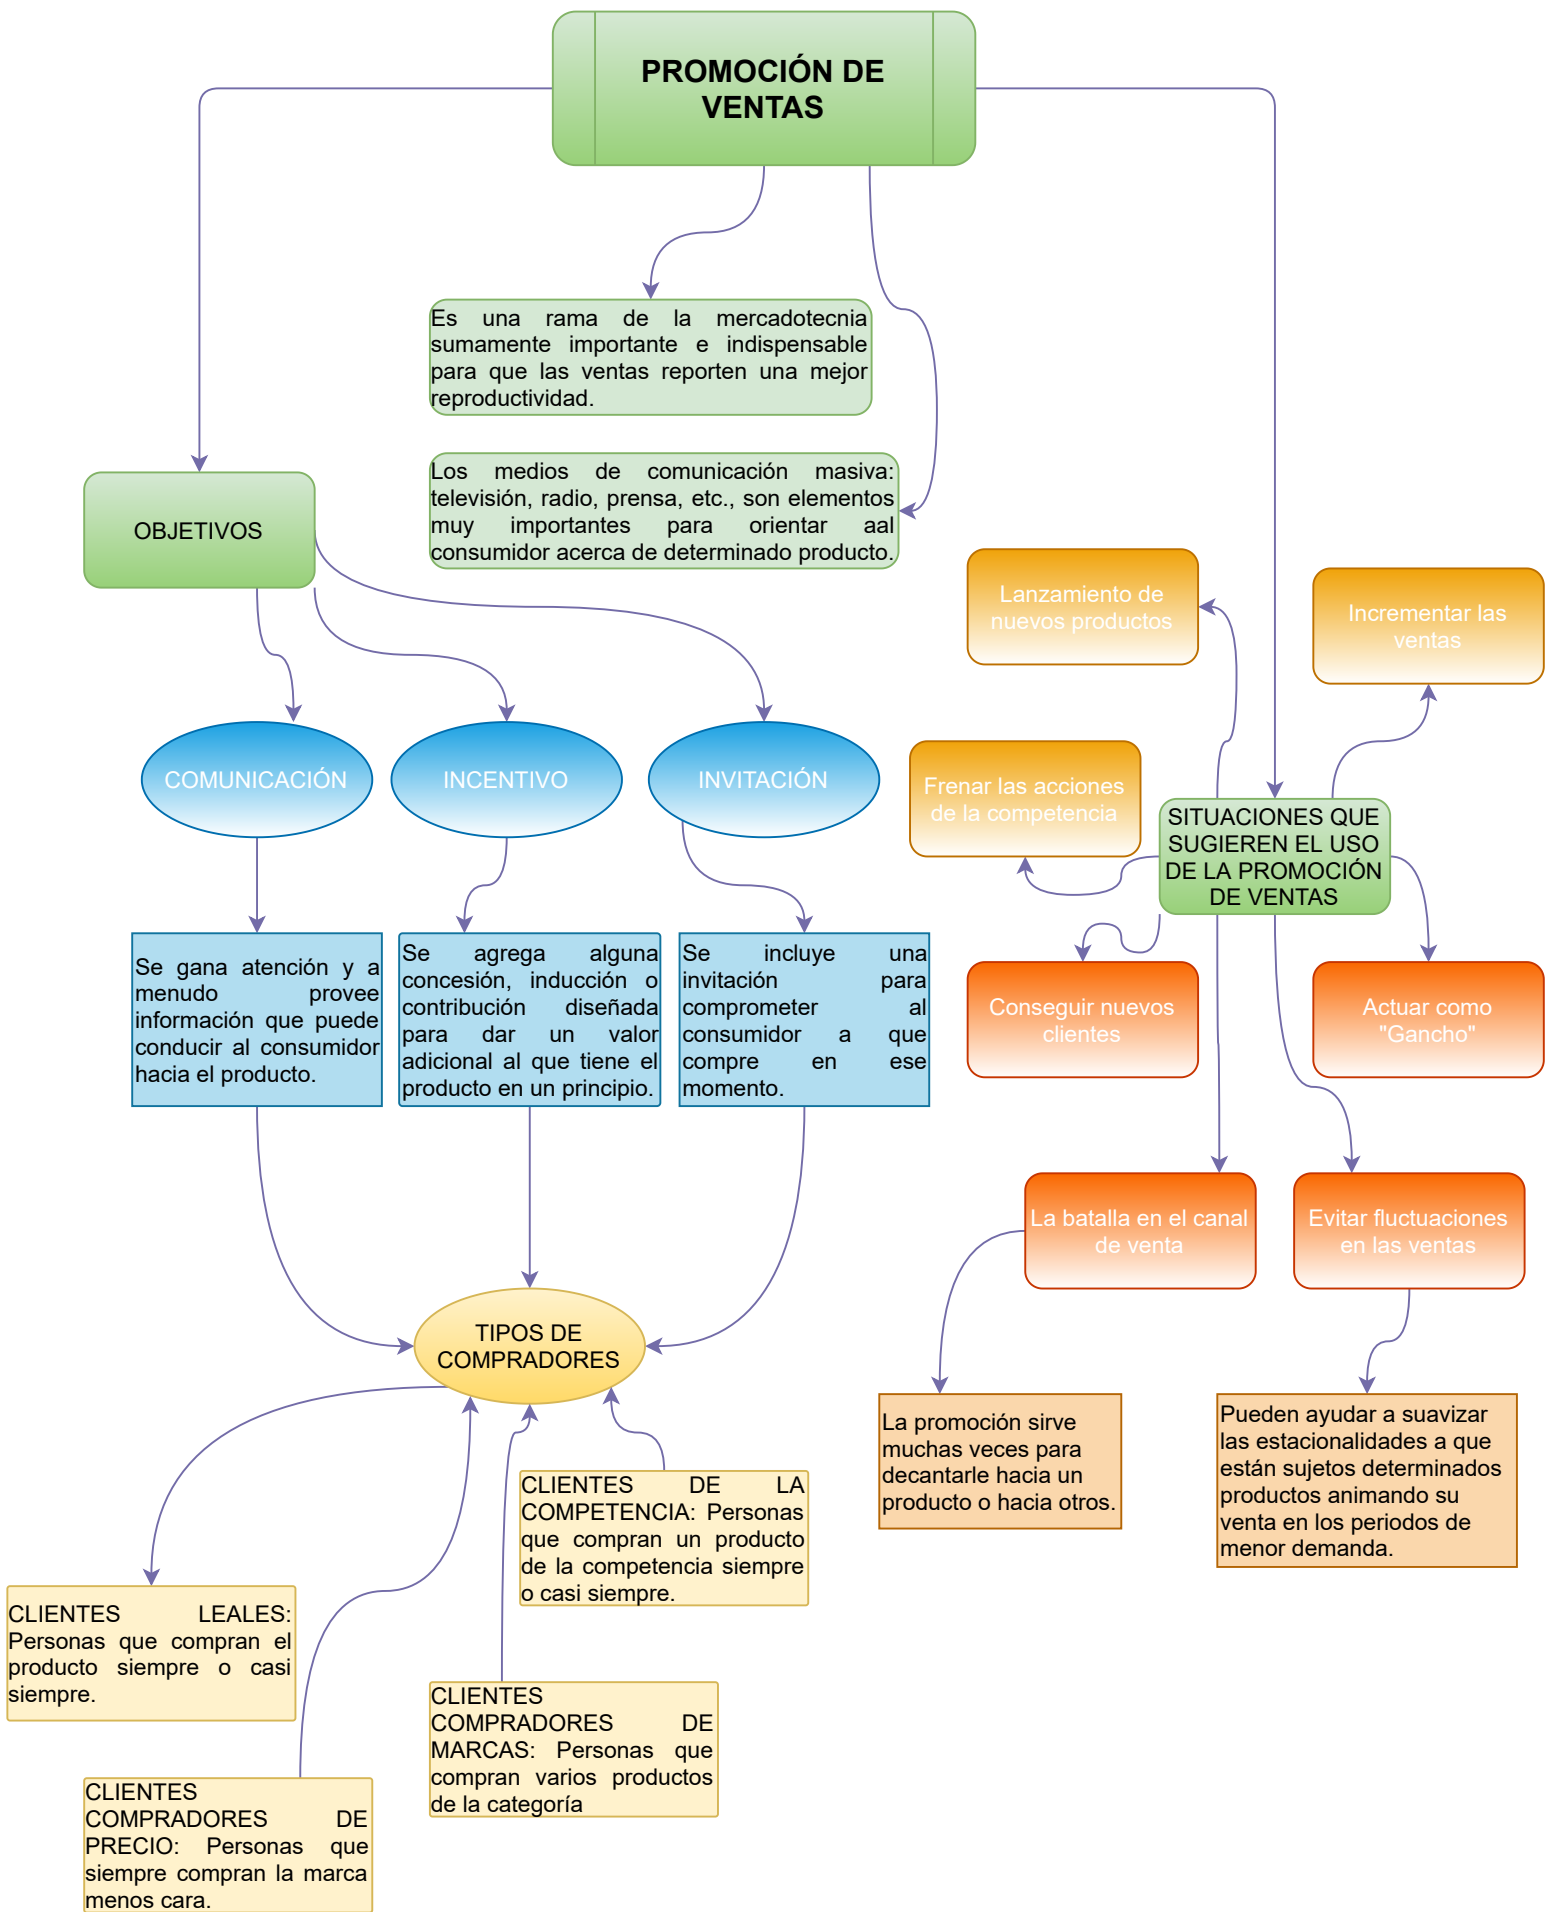 PROMOCIÓN DE
VENTAS
Es una rama de la mercadotecnia
sumamente importante e indispensable
para que las ventas reporten una mejor
reproductividad.
Los medios de comunicación masiva:
televisión, radio, prensa, etc., son elementos
muy importantes para orientar aal
consumidor acerca de determinado producto.
OBJETIVOS
COMUNICACIÓN
INCENTIVO
INVITACIÓN
Se gana atención y a
menudo provee
información que puede
conducir al consumidor
hacia el producto.
Se agrega alguna
concesión, inducción o
contribución diseñada
para dar un valor
adicional al que tiene el
producto en un principio.
Se incluye una
invitación para
comprometer al
consumidor a que
compre en ese
momento.
TIPOS DE
COMPRADORES
CLIENTES DE LA
COMPETENCIA: Personas
que compran un producto
de la competencia siempre
o casi siempre.
CLIENTES LEALES:
Personas que compran el
producto siempre o casi
siempre.
CLIENTES
COMPRADORES DE
MARCAS: Personas que
compran varios productos
de la categoría
CLIENTES
COMPRADORES DE
PRECIO: Personas que
siempre compran la marca
menos cara.
Lanzamiento de
nuevos productos
Incrementar las
ventas
Frenar las acciones
de la competencia
SITUACIONES QUE
SUGIEREN EL USO
DE LA PROMOCIÓN
DE VENTAS
Conseguir nuevos
clientes
Actuar como
"Gancho"
La batalla en el canal
de venta
Evitar fluctuaciones
en las ventas
La promoción sirve
muchas veces para
decantarle hacia un
producto o hacia otros.
Pueden ayudar a suavizar
las estacionalidades a que
están sujetos determinados
productos animando su
venta en los periodos de
menor demanda.